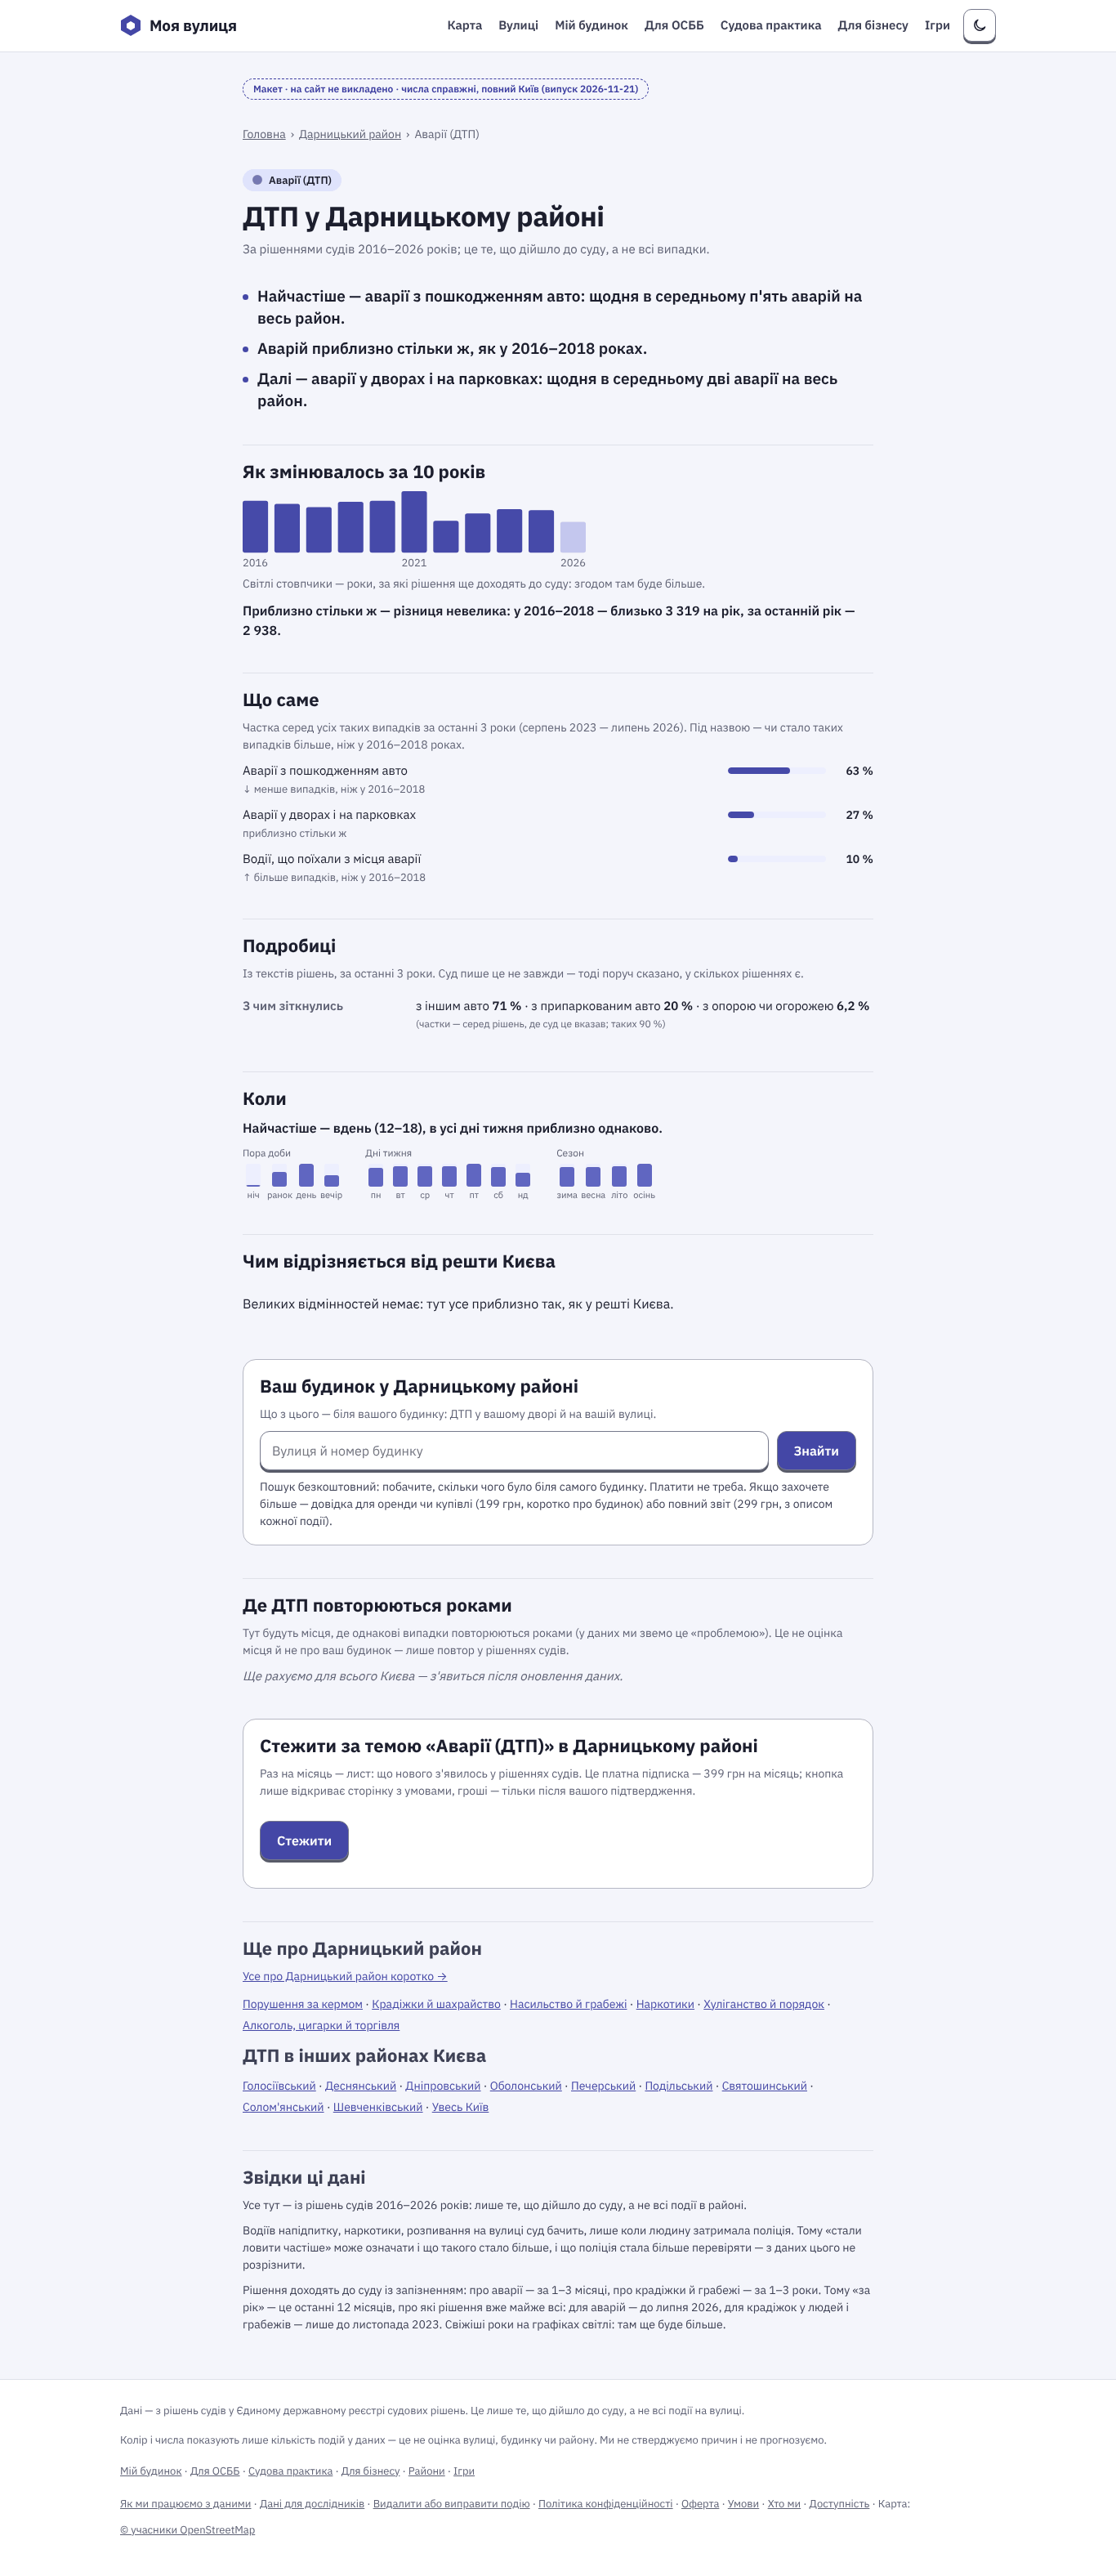 Моя вулиця
Карта Вулиці Мій будинок Для ОСББ Судова практика Для бізнесу Ігри
Макет · на сайт не викладено · числа справжні, повний Київ (випуск 2026-11-21)
Головна › Дарницький район › Аварії (ДТП)
Аварії (ДТП)
ДТП у Дарницькому районі
За рішеннями судів 2016–2026 років; це те, що дійшло до суду, а не всі випадки.
Найчастіше — аварії з пошкодженням авто: щодня в середньому п'ять аварій на
весь район.
Аварій приблизно стільки ж, як у 2016–2018 роках.
Далі — аварії у дворах і на парковках: щодня в середньому дві аварії на весь
район.
Як змінювалось за 10 років
2016 2021 2026
Світлі стовпчики — роки, за які рішення ще доходять до суду: згодом там буде більше.
Приблизно стільки ж — різниця невелика: у 2016–2018 — близько 3 319 на рік, за останній рік —
2 938.
Що саме
Частка серед усіх таких випадків за останні 3 роки (серпень 2023 — липень 2026). Під назвою — чи стало таких
випадків більше, ніж у 2016–2018 роках.
Аварії з пошкодженням авто 63 %
↓ менше випадків, ніж у 2016–2018
Аварії у дворах і на парковках 27 %
приблизно стільки ж
Водії, що поїхали з місця аварії 10 %
↑ більше випадків, ніж у 2016–2018
Подробиці
Із текстів рішень, за останні 3 роки. Суд пише це не завжди — тоді поруч сказано, у скількох рішеннях є.
З чим зіткнулись з іншим авто 71 % · з припаркованим авто 20 % · з опорою чи огорожею 6,2 %
(частки — серед рішень, де суд це вказав; таких 90 %)
Коли
Найчастіше — вдень (12–18), в усі дні тижня приблизно однаково.
Пора доби Дні тижня Сезон
ніч ранок день вечір пн вт ср чт пт сб нд зима весна літо осінь
Чим відрізняється від решти Києва
Великих відмінностей немає: тут усе приблизно так, як у решті Києва.
Ваш будинок у Дарницькому районі
Що з цього — біля вашого будинку: ДТП у вашому дворі й на вашій вулиці.
Вулиця й номер будинку Знайти
Пошук безкоштовний: побачите, скільки чого було біля самого будинку. Платити не треба. Якщо захочете
більше — довідка для оренди чи купівлі (199 грн, коротко про будинок) або повний звіт (299 грн, з описом
кожної події).
Де ДТП повторюються роками
Тут будуть місця, де однакові випадки повторюються роками (у даних ми звемо це «проблемою»). Це не оцінка
місця й не про ваш будинок — лише повтор у рішеннях судів.
Ще рахуємо для всього Києва — з'явиться після оновлення даних.
Стежити за темою «Аварії (ДТП)» в Дарницькому районі
Раз на місяць — лист: що нового з'явилось у рішеннях судів. Це платна підписка — 399 грн на місяць; кнопка
лише відкриває сторінку з умовами, гроші — тільки після вашого підтвердження.
Стежити
Ще про Дарницький район
Усе про Дарницький район коротко →
Порушення за кермом · Крадіжки й шахрайство · Насильство й грабежі · Наркотики · Хуліганство й порядок ·
Алкоголь, цигарки й торгівля
ДТП в інших районах Києва
Голосіївський · Деснянський · Дніпровський · Оболонський · Печерський · Подільський · Святошинський ·
Солом'янський · Шевченківський · Увесь Київ
Звідки ці дані
Усе тут — із рішень судів 2016–2026 років: лише те, що дійшло до суду, а не всі події в районі.
Водіїв напідпитку, наркотики, розпивання на вулиці суд бачить, лише коли людину затримала поліція. Тому «стали
ловити частіше» може означати і що такого стало більше, і що поліція стала більше перевіряти — з даних цього не
розрізнити.
Рішення доходять до суду із запізненням: про аварії — за 1–3 місяці, про крадіжки й грабежі — за 1–3 роки. Тому «за
рік» — це останні 12 місяців, про які рішення вже майже всі: для аварій — до липня 2026, для крадіжок у людей і
грабежів — лише до листопада 2023. Свіжіші роки на графіках світлі: там ще буде більше.
Дані — з рішень судів у Єдиному державному реєстрі судових рішень. Це лише те, що дійшло до суду, а не всі події на вулиці.
Колір і числа показують лише кількість подій у даних — це не оцінка вулиці, будинку чи району. Ми не стверджуємо причин і не прогнозуємо.
Мій будинок · Для ОСББ · Судова практика · Для бізнесу · Райони · Ігри
Як ми працюємо з даними · Дані для дослідників · Видалити або виправити подію · Політика конфіденційності · Оферта · Умови · Хто ми · Доступність · Карта:
© учасники OpenStreetMap